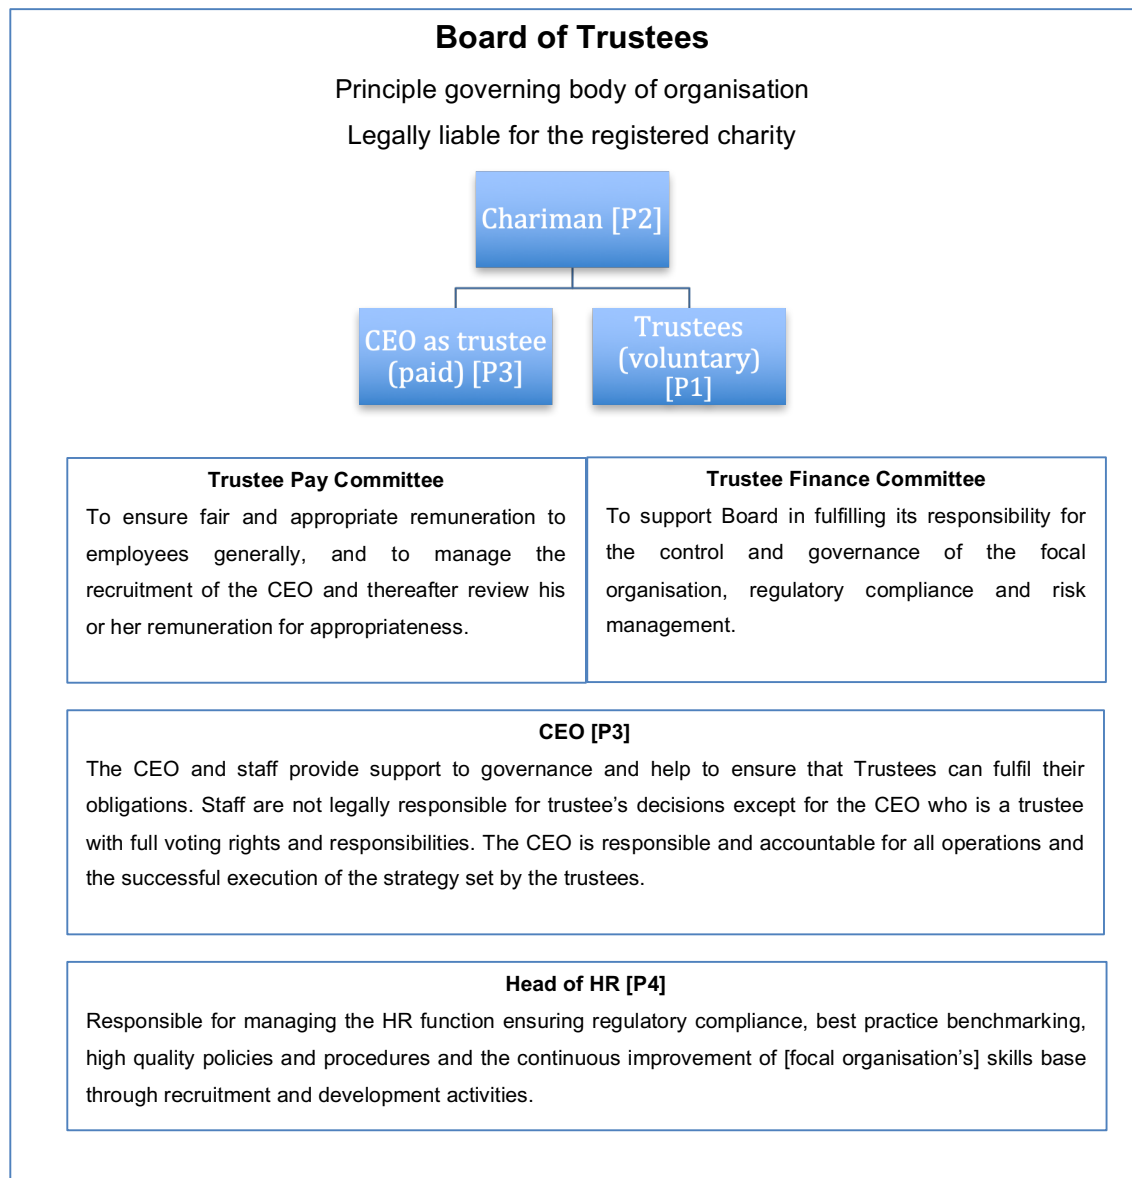 Board of Trustees
Principle governing body of organisation
Legally liable for the registered charity
Chariman [P2]
CEO as trustee
(paid) [P3]
Trustees
(voluntary)
[P1]
Trustee Pay Committee
To ensure fair and appropriate remuneration to
employees generally, and to manage the
recruitment of the CEO and thereafter review his
or her remuneration for appropriateness.
Trustee Finance Committee
To support Board in fulfilling its responsibility for
the control and governance of the focal
organisation, regulatory compliance and risk
management.
CEO [P3]
The CEO and staff provide support to governance and help to ensure that Trustees can fulfil their
obligations. Staff are not legally responsible for trustee’s decisions except for the CEO who is a trustee
with full voting rights and responsibilities. The CEO is responsible and accountable for all operations and
the successful execution of the strategy set by the trustees.
Head of HR [P4]
Responsible for managing the HR function ensuring regulatory compliance, best practice benchmarking,
high quality policies and procedures and the continuous improvement of [focal organisation’s] skills base
through recruitment and development activities.